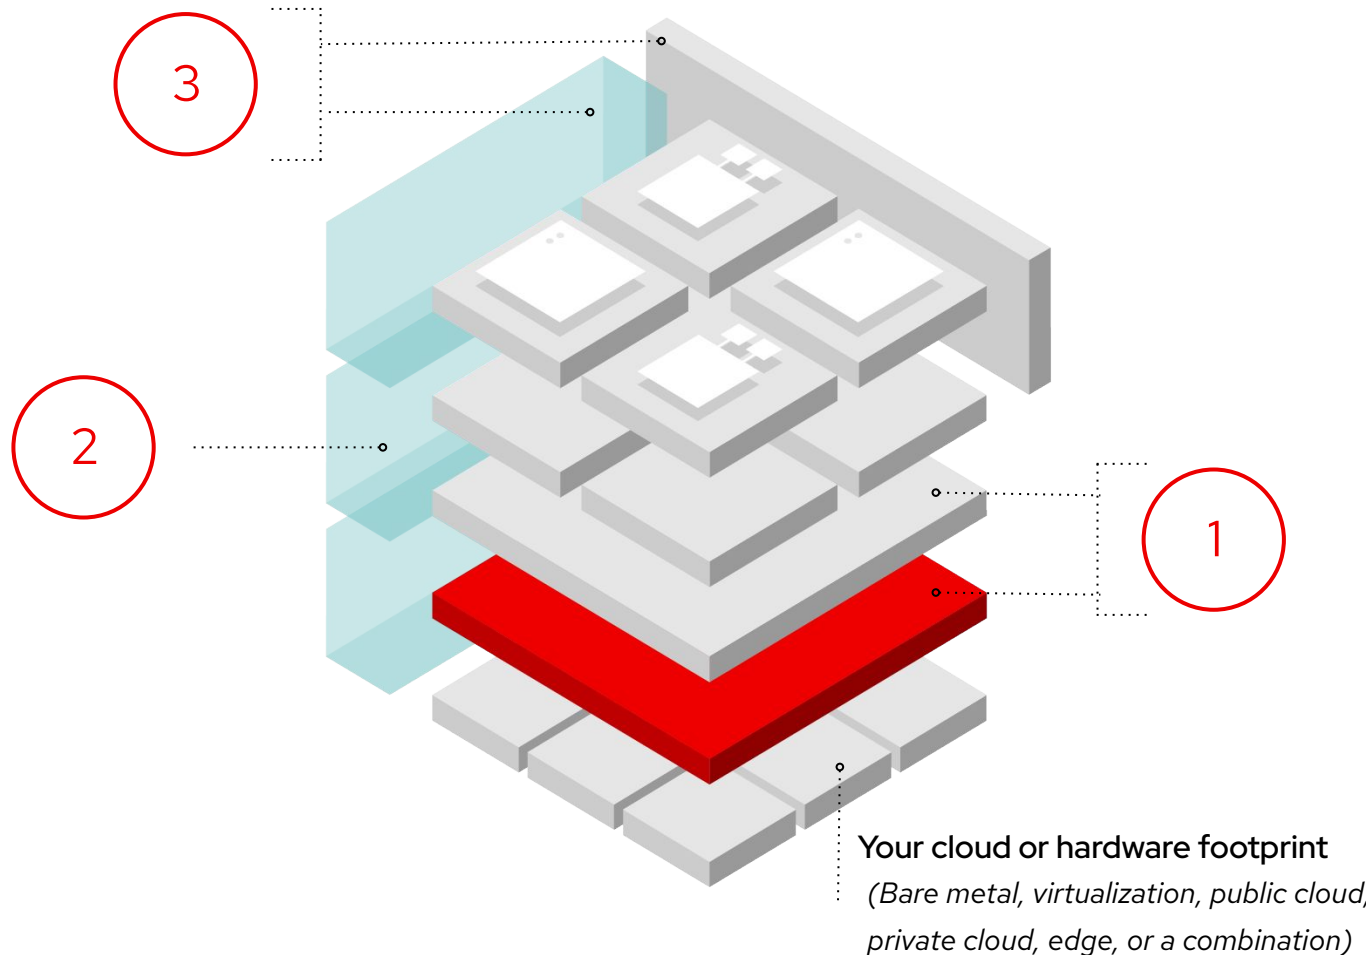 3
2
1
Your cloud or hardware footprint
(Bare metal, virtualization, public cloud,
private cloud, edge, or a combination)